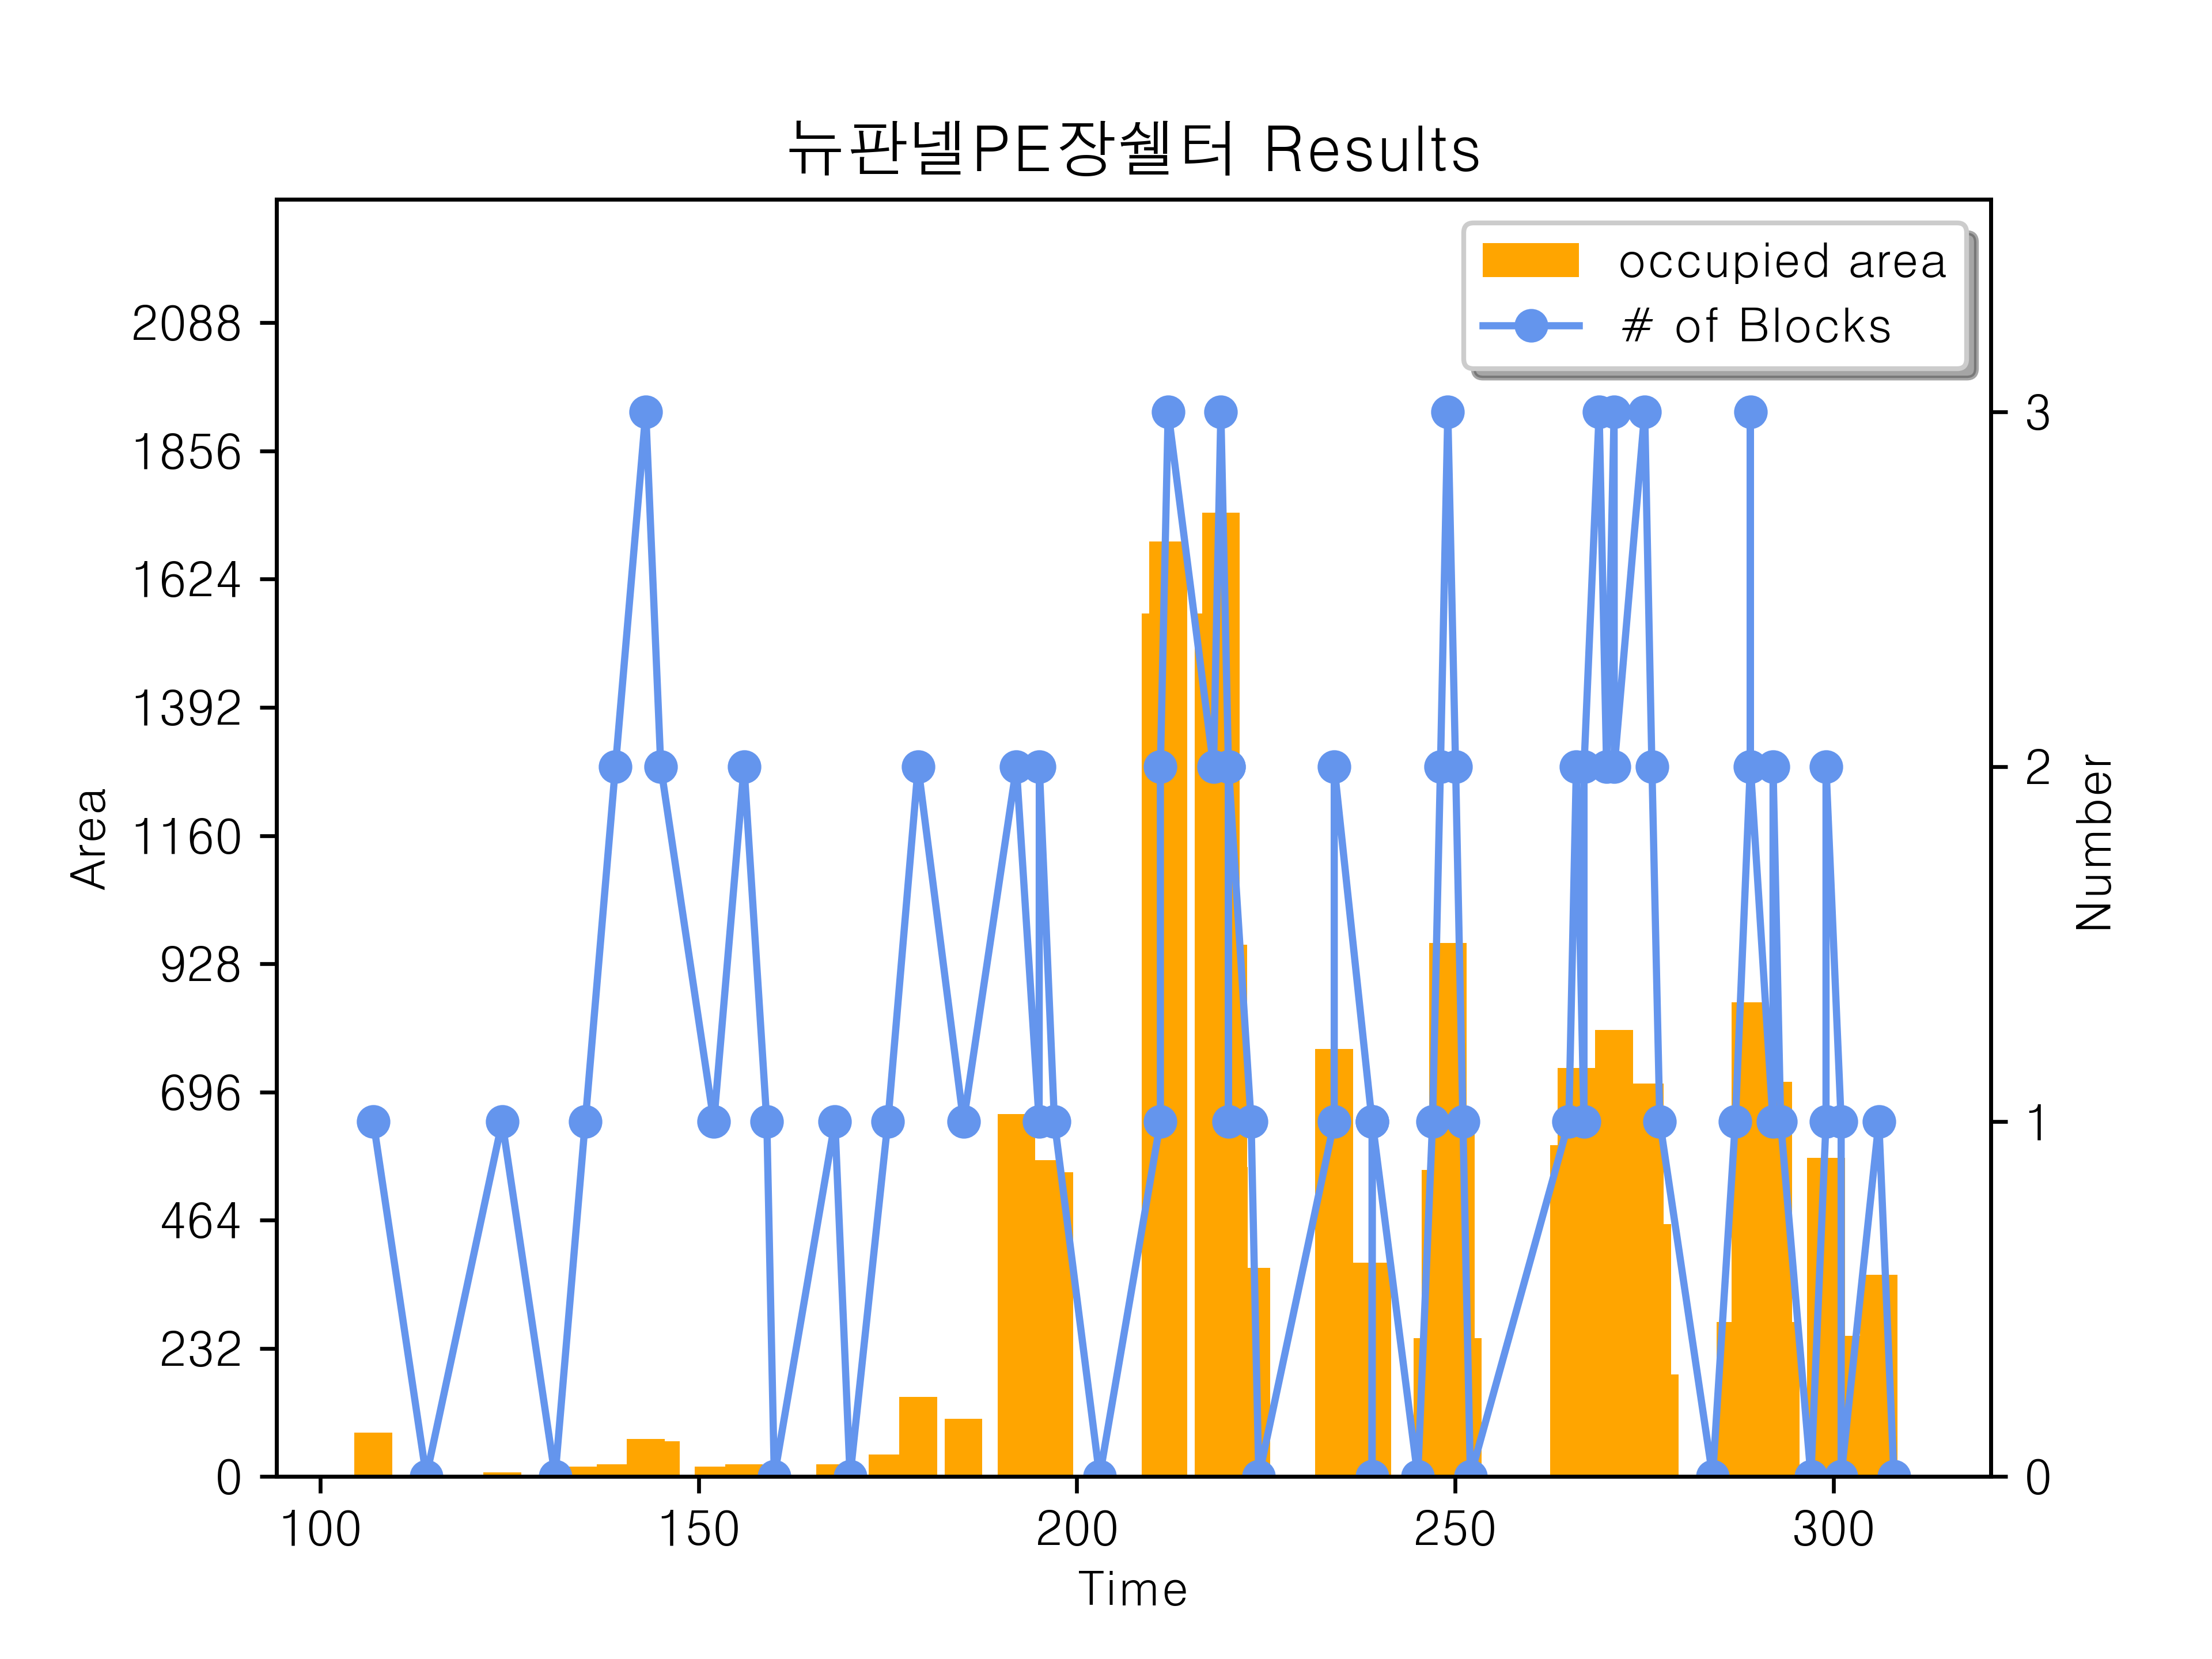 뉴판넬PE장쉘터 Results
occupied area
# of Blocks
2088
1856
1624
1392
1160
928
696
464
232
0
Area
3
2
1
0
Number
100 150 200 250 300
Time